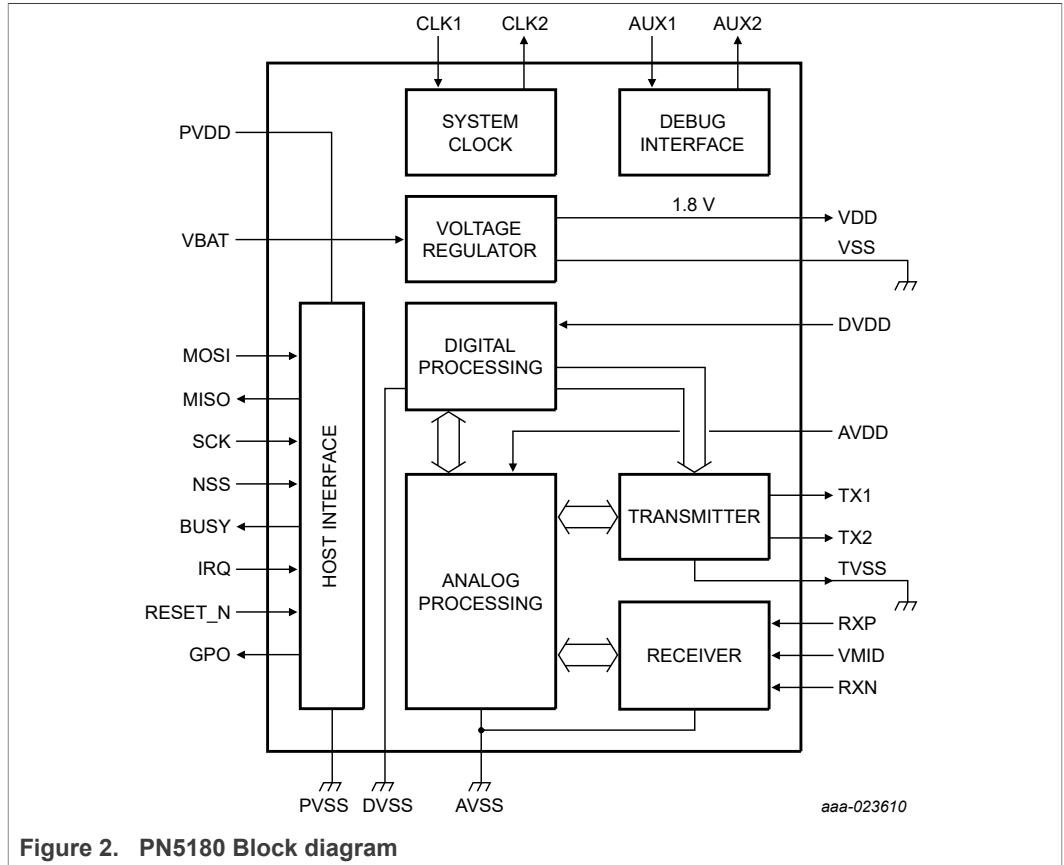 CLK1
CLK2
AUX1
AUX2
SYSTEM
CLOCK
DEBUG
INTERFACE
PVDD
1.8 V
VOLTAGE
REGULATOR
VBAT
VDD
VSS
DIGITAL
PROCESSING
DVDD
MOSI
MISO
SCK
NSS
BUSY
IRQ
RESET_N
GPO
HOST INTERFACE
AVDD
ANALOG
PROCESSING
TRANSMITTER
TX1
TX2
TVSS
RECEIVER
RXP
VMID
RXN
PVSS
DVSS
AVSS
aaa-023610
Figure 2. PN5180 Block diagram